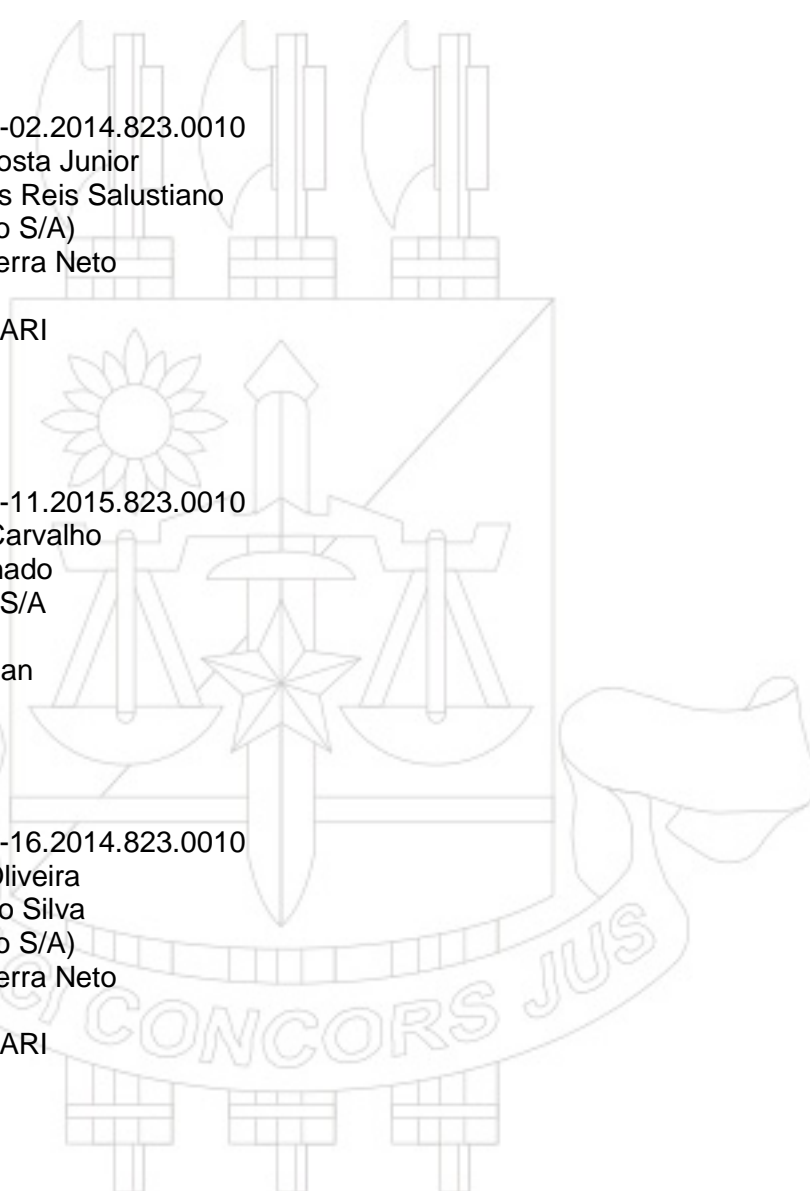 -02.2014.823.0010
osta Junior
s Reis Salustiano
o S/A)
erra Neto
ARI
-11.2015.823.0010
Carvalho
nado
S/A
an
-16.2014.823.0010
Oliveira
o Silva
o S/A)
erra Neto
CONCORS JUS
ARI